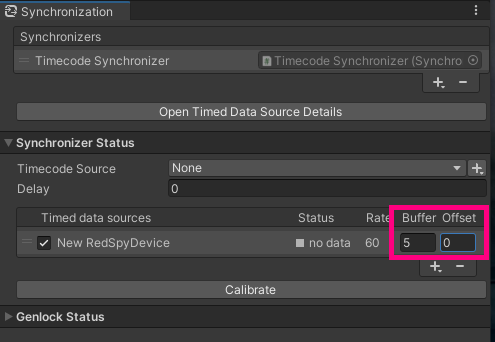 Synchronization
Synchronizers
Timecode Synchronizer Timecode Synchronizer (Synchro
Open Timed Data Source Details
Synchronizer Status
Timecode Source None
Delay 0
Timed data sources Status Rate Buffer Offset
New RedSpyDevice no data 60 5 0
Calibrate
Genlock Status